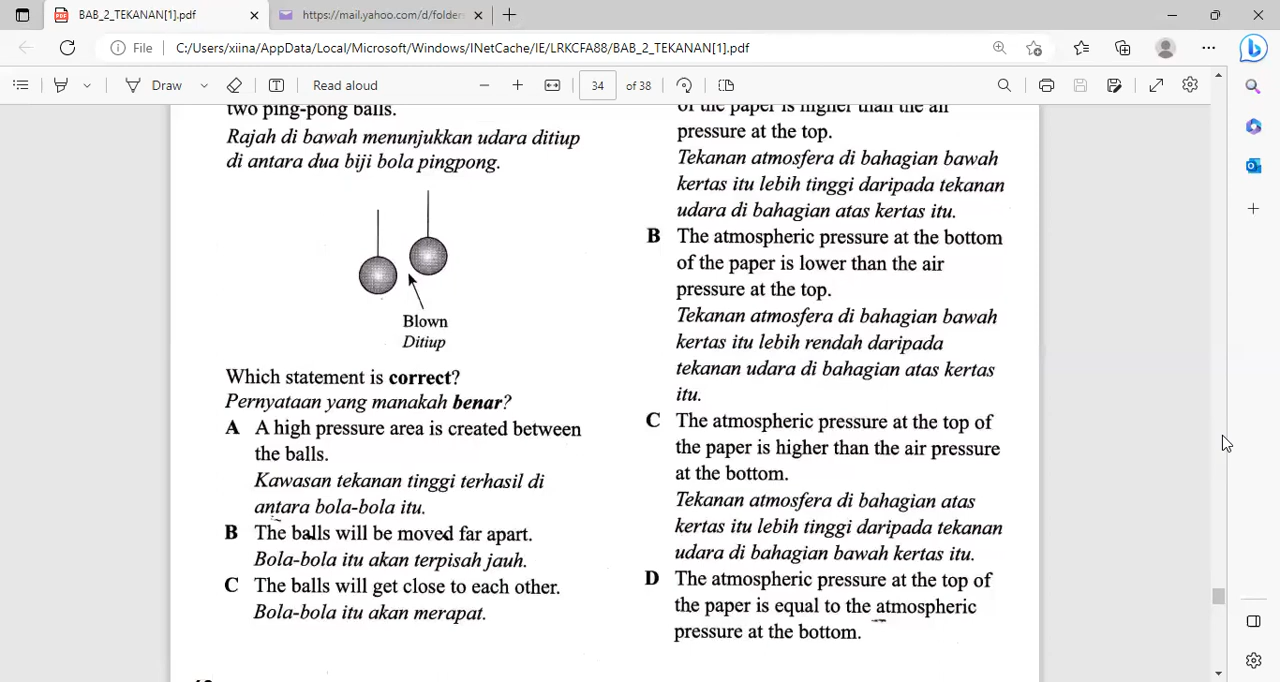 BAB_2_TEKANAN[1].pdf
https://mail.yahoo.com/d/folders
File
C:/Users/xiina/AppData/Local/Microsoft/Windows/INetCache/IE/LRKCFA88/BAB_2_TEKANAN[1].pdf
Draw
Read aloud
34
of 38
two ping-pong balls.
Rajah di bawah menunjukkan udara ditiup
di antara dua biji bola pingpong.
Blown
Ditiup
Which statement is correct?
Pernyataan yang manakah benar?
A A high pressure area is created between
the balls.
Kawasan tekanan tinggi terhasil di
antara bola-bola itu.
B The balls will be moved far apart.
Bola-bola itu akan terpisah jauh.
C The balls will get close to each other.
Bola-bola itu akan merapat.
of the paper is higher than the air
pressure at the top.
Tekanan atmosfera di bahagian bawah
kertas itu lebih tinggi daripada tekanan
udara di bahagian atas kertas itu.
B The atmospheric pressure at the bottom
of the paper is lower than the air
pressure at the top.
Tekanan atmosfera di bahagian bawah
kertas itu lebih rendah daripada
tekanan udara di bahagian atas kertas
itu.
C The atmospheric pressure at the top of
the paper is higher than the air pressure
at the bottom.
Tekanan atmosfera di bahagian atas
kertas itu lebih tinggi daripada tekanan
udara di bahagian bawah kertas itu.
D The atmospheric pressure at the top of
the paper is equal to the atmospheric
pressure at the bottom.